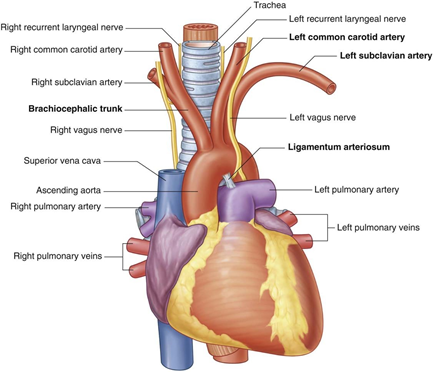 Trachea
Right recurrent laryngeal nerve
Left recurrent laryngeal nerve
Right common carotid artery
Left common carotid artery
Left subclavian artery
Right subclavian artery
Brachiocephalic trunk
Left vagus nerve
Right vagus nerve
Ligamentum arteriosum
Superior vena cava
Ascending aorta
Left pulmonary artery
Right pulmonary artery
Left pulmonary veins
Right pulmonary veins